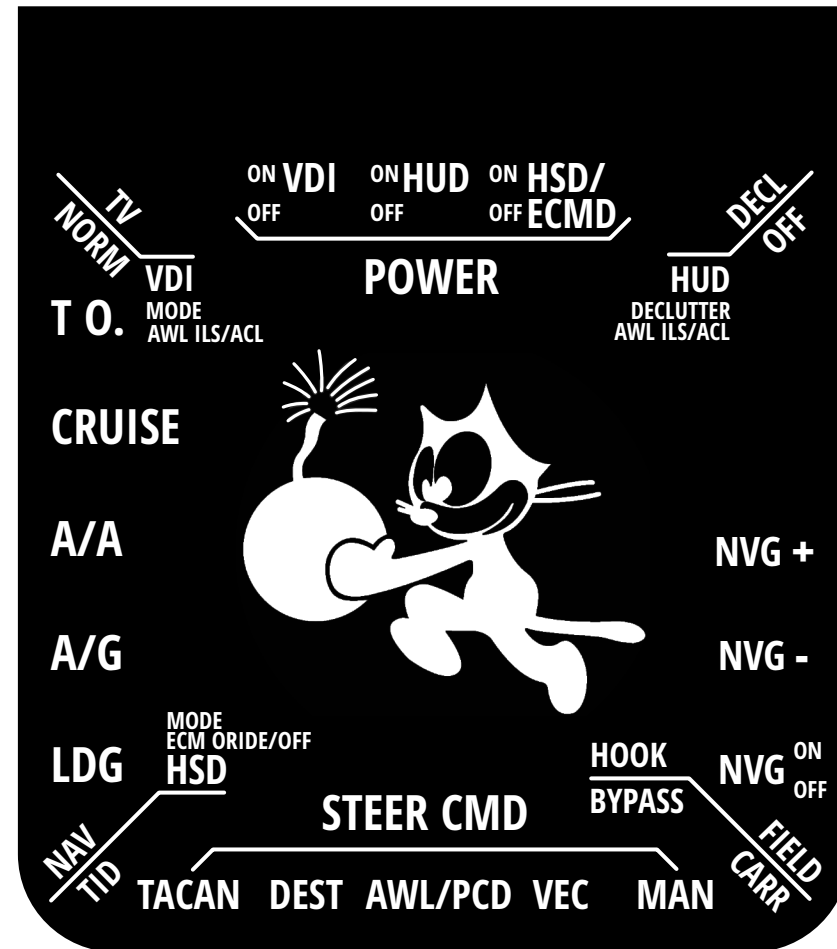 TV
NORM
VDI
MODE
AWL ILS/ACL
ON VDI ON HUD ON HSD/
OFF OFF OFF ECMD
POWER
DECL
OFF
HUD
DECLUTTER
AWL ILS/ACL
T O.
CRUISE
A/A
A/G
LDG
NVG +
NVG -
NVG ON
OFF
MODE
ECM ORIDE/OFF
HSD
NAV
TID
HOOK
BYPASS
FIELD
CARR
STEER CMD
TACAN DEST AWL/PCD VEC MAN